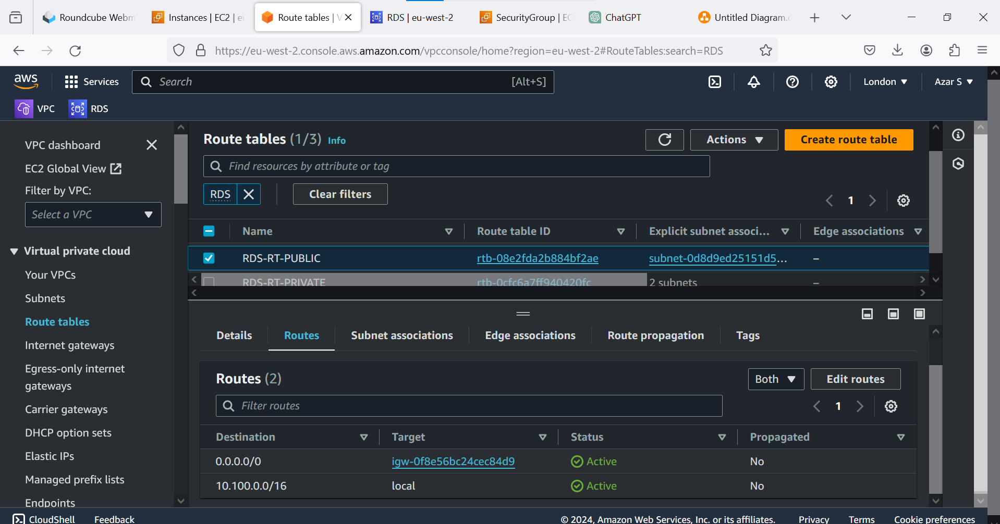 Roundcube Webm
Instances | EC2 | eu
Route tables | V
RDS | eu-west-2
SecurityGroup | EC
ChatGPT
Untitled Diagram.d
https://eu-west-2.console.aws.amazon.com/vpcconsole/home?region=eu-west-2#RouteTables:search=RDS
aws
Services
Search
[Alt+S]
London
Azar S
VPC
RDS
VPC dashboard
EC2 Global View
Filter by VPC:
Select a VPC
Virtual private cloud
Your VPCs
Subnets
Route tables
Internet gateways
Egress-only internet
gateways
Carrier gateways
DHCP option sets
Elastic IPs
Managed prefix lists
Endpoints
Route tables (1/3) Info
Actions
Create route table
Find resources by attribute or tag
RDS
Clear filters
1
Name
Route table ID
Explicit subnet associ...
Edge associations
RDS-RT-PUBLIC
rtb-08e2fda2b884bf2ae
subnet-0d8d9ed25151d5...
–
RDS-RT-PRIVATE
rtb-0cfc6a7ff940420fc
2 subnets
–
Details
Routes
Subnet associations
Edge associations
Route propagation
Tags
Routes (2)
Both
Edit routes
Filter routes
1
Destination
Target
Status
Propagated
0.0.0.0/0
igw-0f8e56bc24cec84d9
Active
No
10.100.0.0/16
local
Active
No
CloudShell
Feedback
© 2024, Amazon Web Services, Inc. or its affiliates.
Privacy
Terms
Cookie preferences